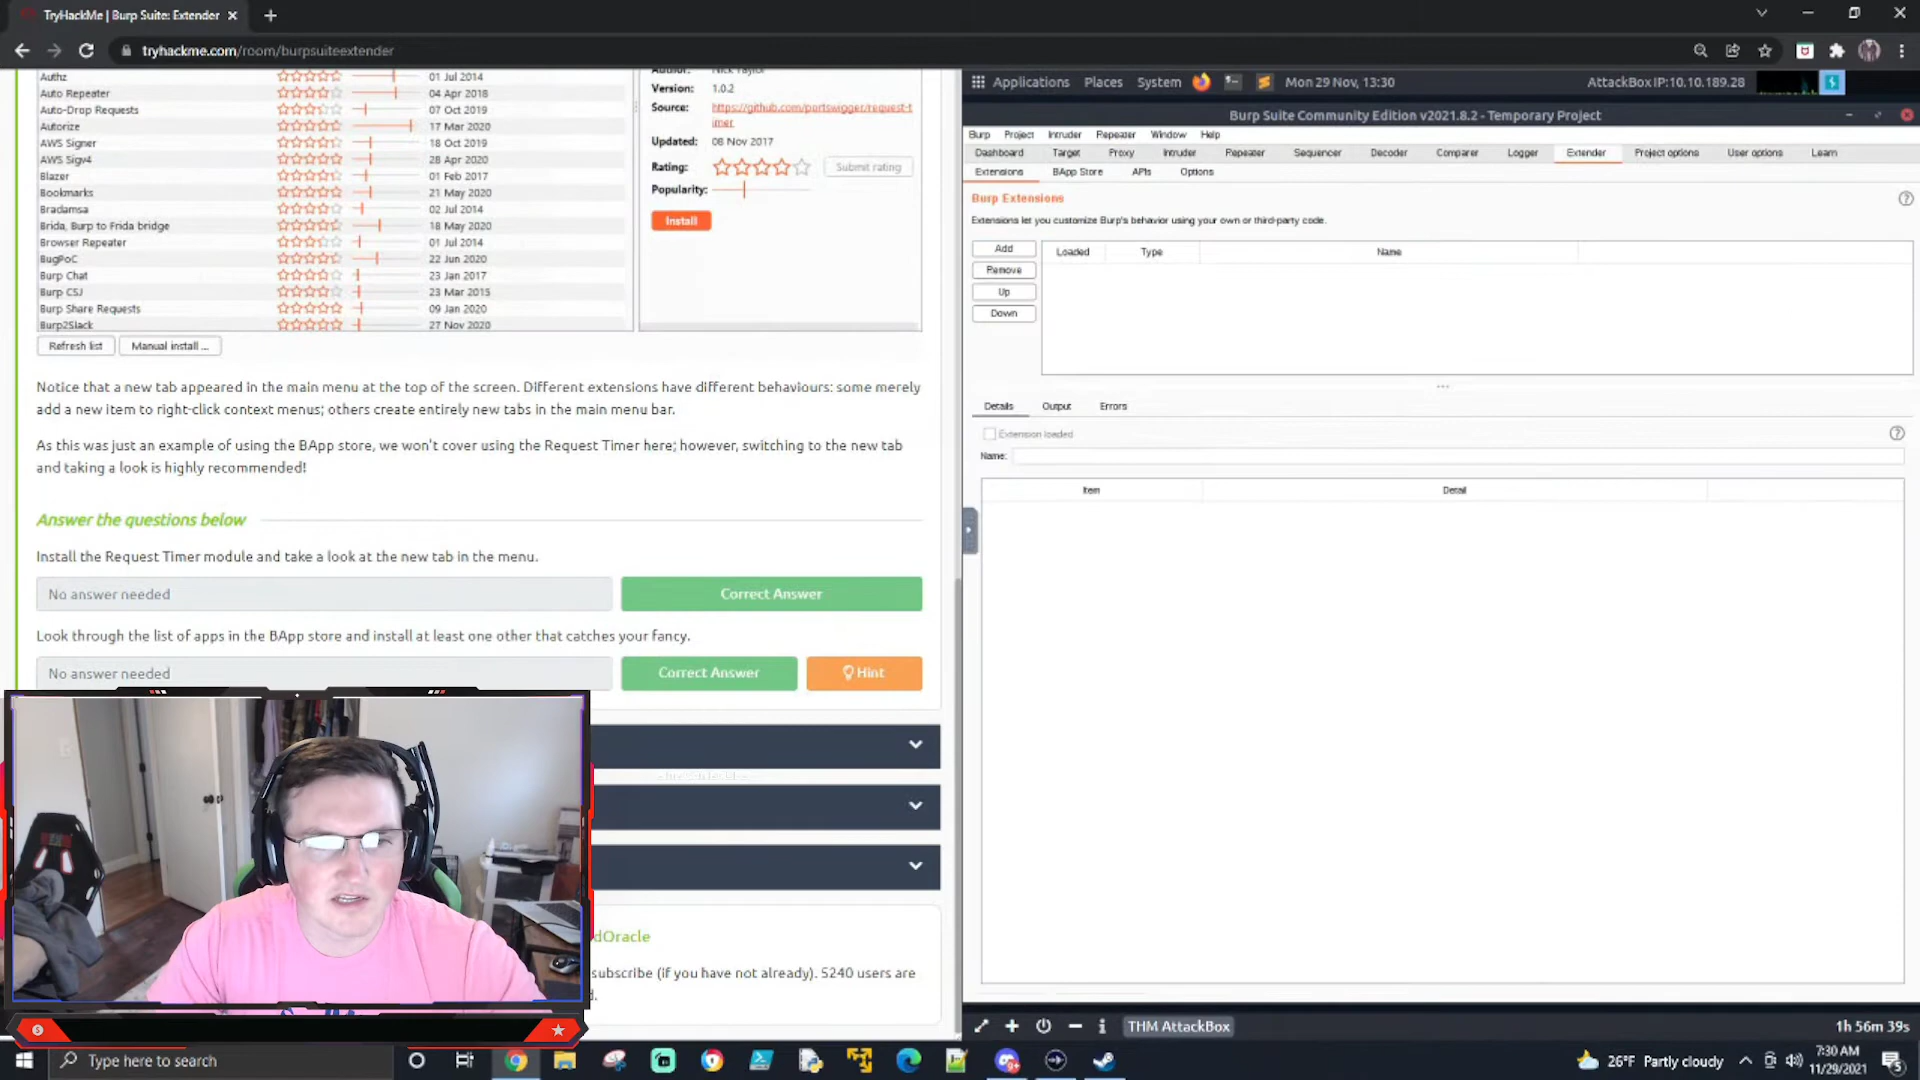 TryHackMe | Burp Suite: Extender
tryhackme.com/room/burpsuiteextender
Authz 01 Jul 2014
Auto Repeater 04 Apr 2018
Auto-Drop Requests 07 Oct 2019
Autorize 17 Mar 2020
AWS Signer 18 Oct 2019
AWS Sigv4 28 Apr 2020
Blazer 01 Feb 2017
Bookmarks 21 May 2020
Bradamsa 02 Jul 2014
Brida, Burp to Frida bridge 18 May 2020
Browser Repeater 01 Jul 2014
BugPoC 22 Jun 2020
Burp Chat 23 Jan 2017
Burp CSJ 23 Mar 2015
Burp Share Requests 09 Jan 2020
Burp2Slack 27 Nov 2020
Refresh list Manual install ...
Version: 1.0.2
Source: https://github.com/portswigger/request-t
imer
Updated: 08 Nov 2017
Rating: Submit rating
Popularity:
Install
Notice that a new tab appeared in the main menu at the top of the screen. Different extensions have different behaviours: some merely
add a new item to right-click context menus; others create entirely new tabs in the main menu bar.
As this was just an example of using the BApp store, we won't cover using the Request Timer here; however, switching to the new tab
and taking a look is highly recommended!
Answer the questions below
Install the Request Timer module and take a look at the new tab in the menu.
No answer needed Correct Answer
Look through the list of apps in the BApp store and install at least one other that catches your fancy.
No answer needed Correct Answer Hint
dOracle
subscribe (if you have not already). 5240 users are
d.
Applications Places System Mon 29 Nov, 13:30 AttackBox IP:10.10.189.28
Burp Suite Community Edition v2021.8.2 - Temporary Project
Burp Project Intruder Repeater Window Help
Dashboard Target Proxy Intruder Repeater Sequencer Decoder Comparer Logger Extender Project options User options Learn
Extensions BApp Store APIs Options
Burp Extensions
Extensions let you customize Burp's behavior using your own or third-party code.
Add
Remove
Up
Down
Loaded Type Name
Details Output Errors
Extension loaded
Name:
Item Detail
THM AttackBox 1h 56m 39s
Type here to search
26°F Partly cloudy
7:30 AM
11/29/2021
5